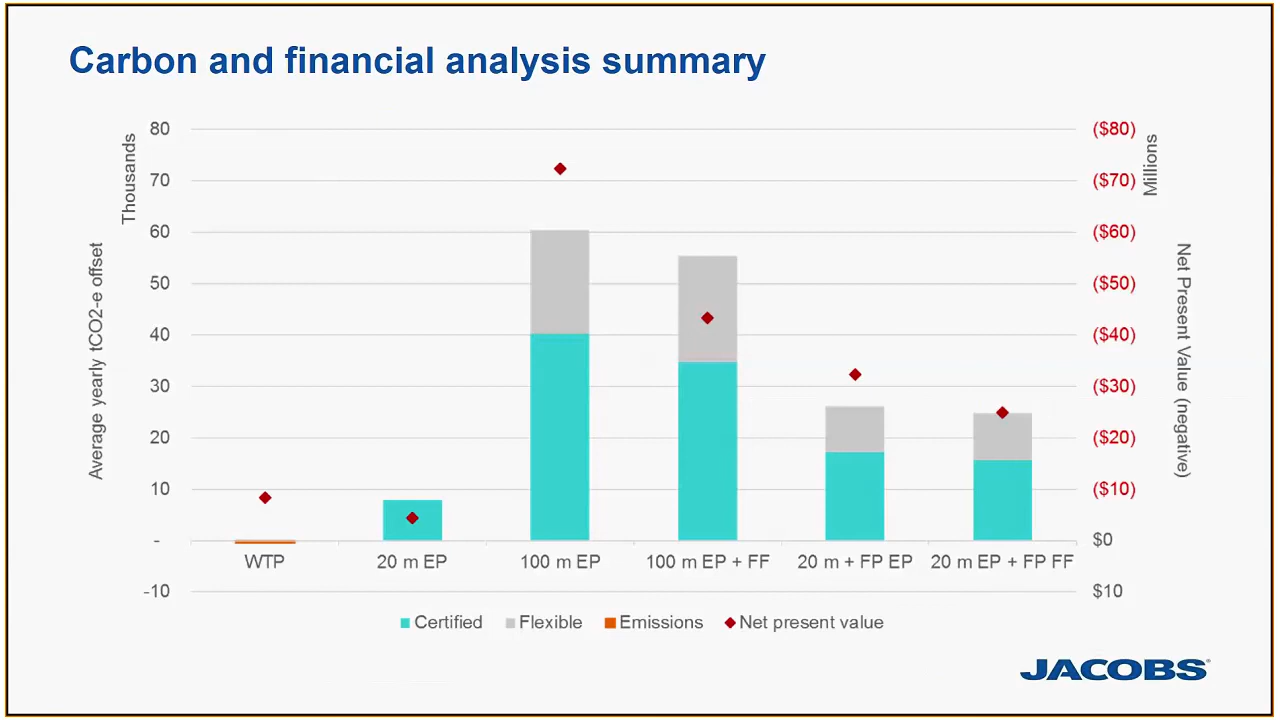 Carbon and financial analysis summary
Thousands
Average yearly tCO2-e offset
80
70
60
50
40
30
20
10
-
-10
($80)
($70)
($60)
($50)
($40)
($30)
($20)
($10)
$0
$10
Millions
Net Present Value (negative)
WTP
20 m EP
100 m EP
100 m EP + FF
20 m + FP EP
20 m EP + FP FF
Certified
Flexible
Emissions
Net present value
JACOBS®